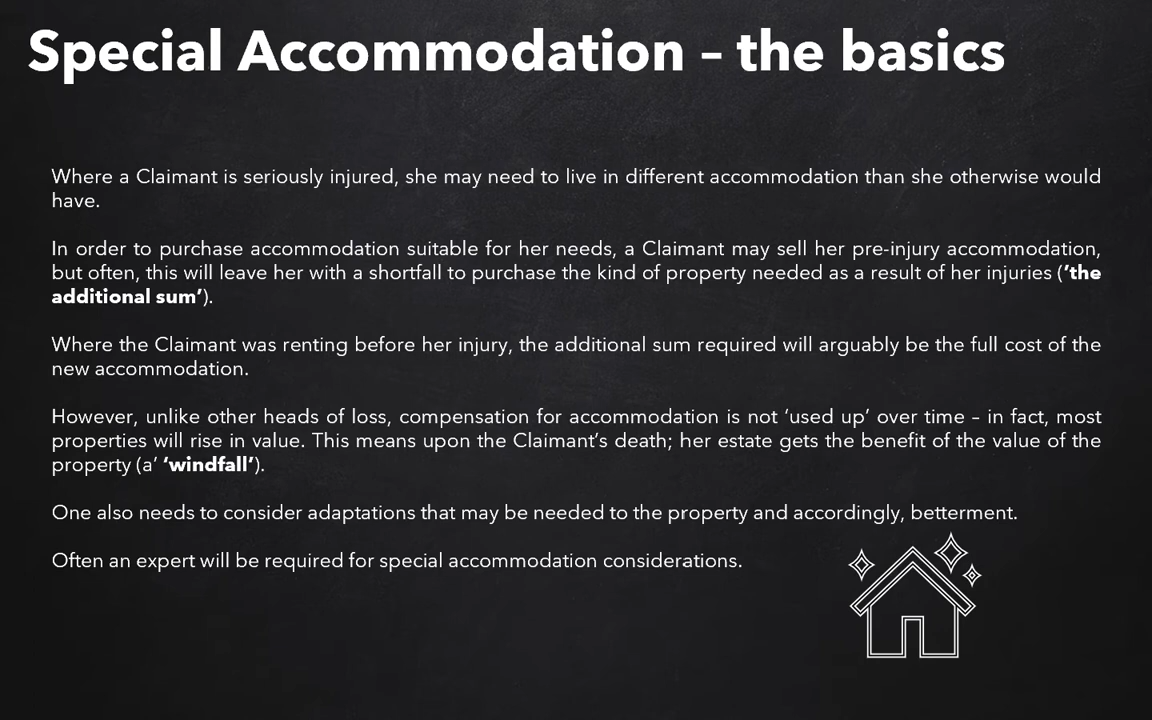 Special Accommodation – the basics
Where a Claimant is seriously injured, she may need to live in different accommodation than she otherwise would
have.
In order to purchase accommodation suitable for her needs, a Claimant may sell her pre-injury accommodation,
but often, this will leave her with a shortfall to purchase the kind of property needed as a result of her injuries (‘the
additional sum’).
Where the Claimant was renting before her injury, the additional sum required will arguably be the full cost of the
new accommodation.
However, unlike other heads of loss, compensation for accommodation is not ‘used up’ over time – in fact, most
properties will rise in value. This means upon the Claimant’s death; her estate gets the benefit of the value of the
property (a’ ‘windfall’).
One also needs to consider adaptations that may be needed to the property and accordingly, betterment.
Often an expert will be required for special accommodation considerations.